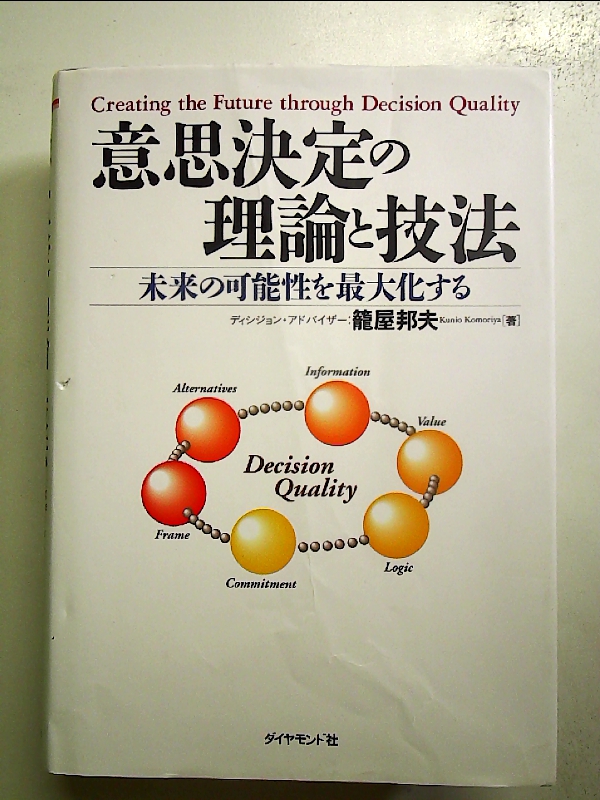 Creating the Future through Decision Quality
意思決定の
理論と技法
未来の可能性を最大化する
ディシジョン・アドバイザー:籠屋邦夫 Kunio Komoriya [著]
Information
Alternatives
Value
Decision
Quality
Frame
Logic
Commitment
ダイヤモンド社